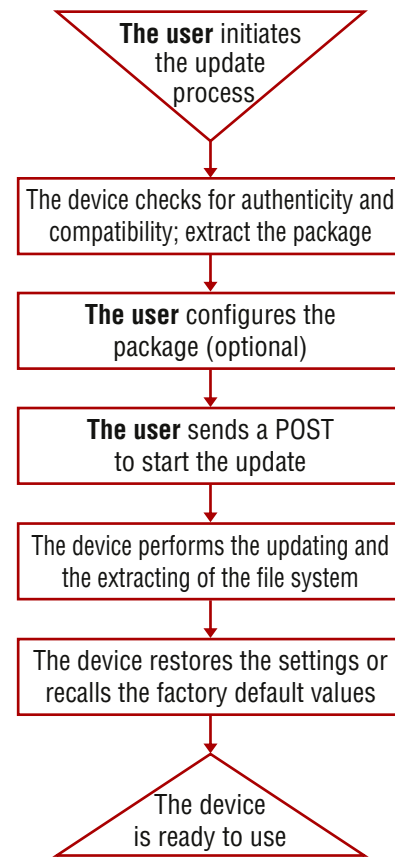 The user initiates
the update
process
The device checks for authenticity and
compatibility; extract the package
The user configures the
package (optional)
The user sends a POST
to start the update
The device performs the updating and
the extracting of the file system
The device restores the settings or
recalls the factory default values
The device
is ready to use